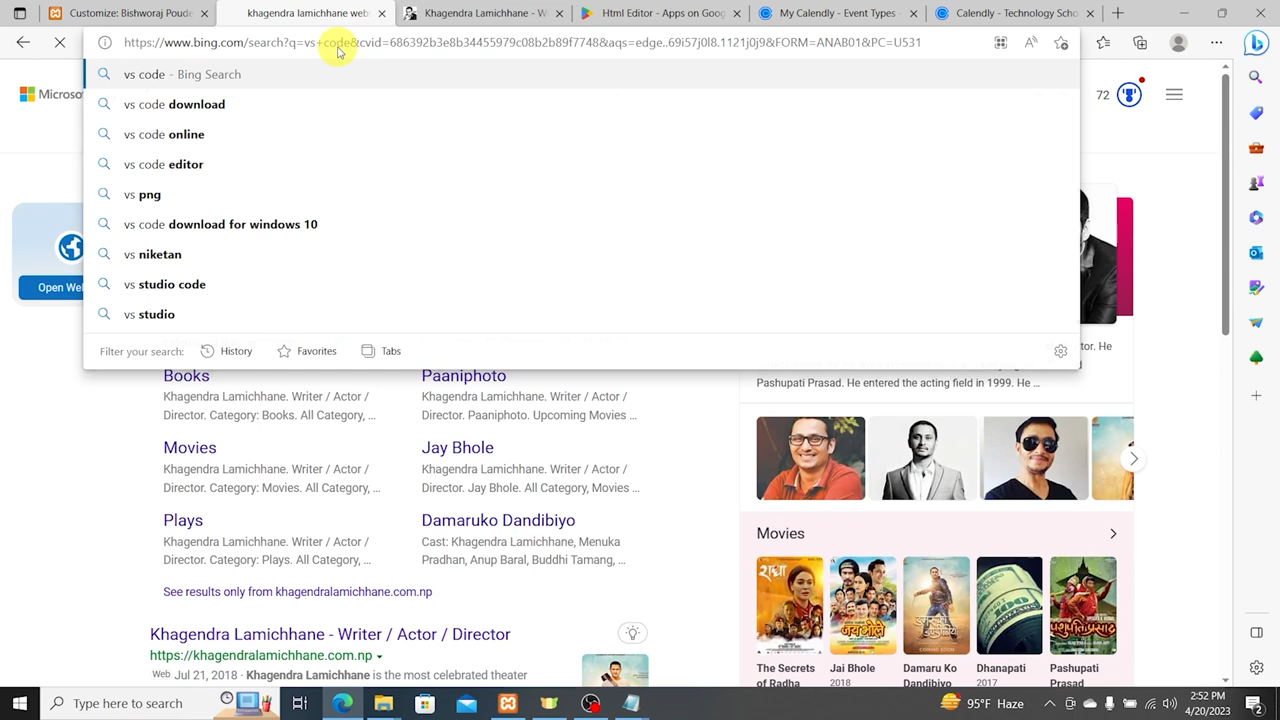 Customize: Bishworaj Poude
khagendra lamichhane web
Khagendra Lamichhane - W
Html Editor - Apps on Goog
My Calendly - Event Types -
Calendly - Technology Scho
https://www.bing.com/search?q=vs+code&cvid=686392b3e8b34455979c08b2b89f7748&aqs=edge..69i57j0l8.1121j0j9&FORM=ANAB01&PC=U531
vs code - Bing Search
vs code download
vs code online
vs code editor
vs png
vs code download for windows 10
vs niketan
vs studio code
vs studio
Filter your search: History Favorites Tabs
Microso
72
Open Web
tor. He
Pashupati Prasad. He entered the acting field in 1999. He ...
Books
Khagendra Lamichhane. Writer / Actor /
Director. Category: Books. All Category, ...
Paaniphoto
Khagendra Lamichhane. Writer / Actor /
Director. Paaniphoto. Upcoming Movies ...
Movies
Khagendra Lamichhane. Writer / Actor /
Director. Category: Movies. All Category, ...
Jay Bhole
Khagendra Lamichhane. Writer / Actor /
Director. Jay Bhole. All Category, Movies ...
Plays
Khagendra Lamichhane. Writer / Actor /
Director. Category: Plays. All Category, ...
Damaruko Dandibiyo
Cast: Khagendra Lamichhane, Menuka
Pradhan, Anup Baral, Buddhi Tamang, ...
See results only from khagendralamichhane.com.np
Khagendra Lamichhane - Writer / Actor / Director
https://khagendralamichhane.com.np
Web Jul 21, 2018 · Khagendra Lamichhane is the most celebrated theater
Movies
The Secrets
of Radha
Jai Bhole
2018
Damaru Ko
Dandibiyo
Dhanapati
2017
Pashupati
Prasad
Type here to search
95°F Haze
2:52 PM
4/20/2023
2